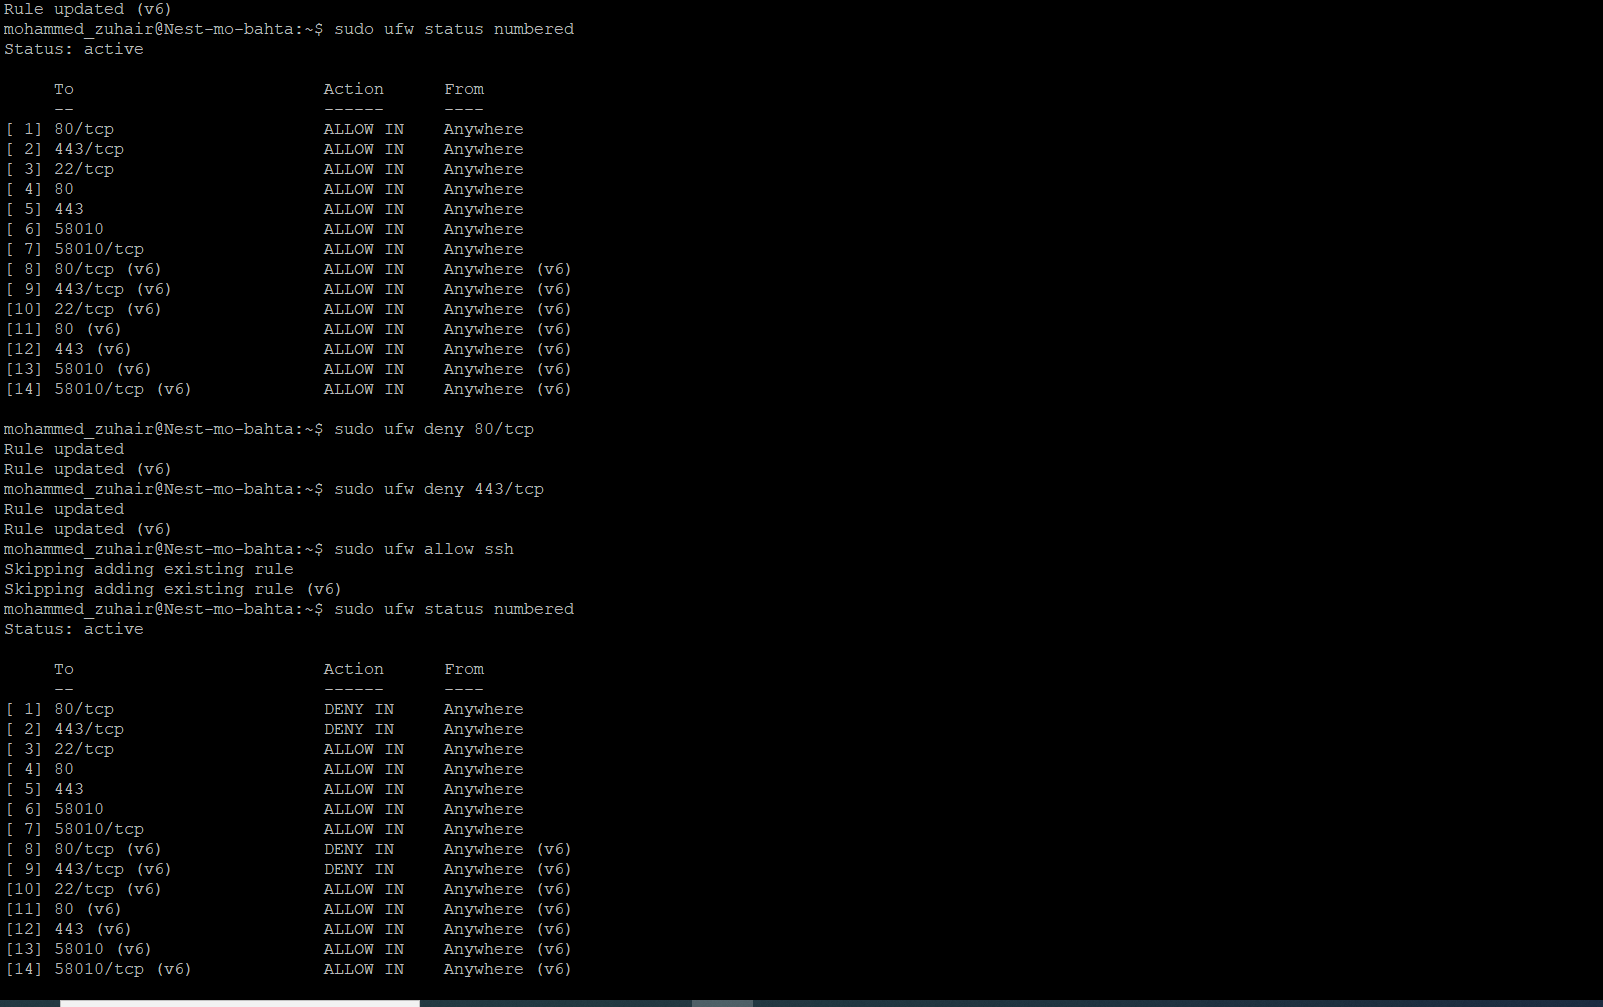 Rule updated (v6)
mohammed_zuhair@Nest-mo-bahta:~$ sudo ufw status numbered
Status: active
To Action From
-- ------ ----
[ 1] 80/tcp ALLOW IN Anywhere
[ 2] 443/tcp ALLOW IN Anywhere
[ 3] 22/tcp ALLOW IN Anywhere
[ 4] 80 ALLOW IN Anywhere
[ 5] 443 ALLOW IN Anywhere
[ 6] 58010 ALLOW IN Anywhere
[ 7] 58010/tcp ALLOW IN Anywhere
[ 8] 80/tcp (v6) ALLOW IN Anywhere (v6)
[ 9] 443/tcp (v6) ALLOW IN Anywhere (v6)
[10] 22/tcp (v6) ALLOW IN Anywhere (v6)
[11] 80 (v6) ALLOW IN Anywhere (v6)
[12] 443 (v6) ALLOW IN Anywhere (v6)
[13] 58010 (v6) ALLOW IN Anywhere (v6)
[14] 58010/tcp (v6) ALLOW IN Anywhere (v6)
mohammed_zuhair@Nest-mo-bahta:~$ sudo ufw deny 80/tcp
Rule updated
Rule updated (v6)
mohammed_zuhair@Nest-mo-bahta:~$ sudo ufw deny 443/tcp
Rule updated
Rule updated (v6)
mohammed_zuhair@Nest-mo-bahta:~$ sudo ufw allow ssh
Skipping adding existing rule
Skipping adding existing rule (v6)
mohammed_zuhair@Nest-mo-bahta:~$ sudo ufw status numbered
Status: active
To Action From
-- ------ ----
[ 1] 80/tcp DENY IN Anywhere
[ 2] 443/tcp DENY IN Anywhere
[ 3] 22/tcp ALLOW IN Anywhere
[ 4] 80 ALLOW IN Anywhere
[ 5] 443 ALLOW IN Anywhere
[ 6] 58010 ALLOW IN Anywhere
[ 7] 58010/tcp ALLOW IN Anywhere
[ 8] 80/tcp (v6) DENY IN Anywhere (v6)
[ 9] 443/tcp (v6) DENY IN Anywhere (v6)
[10] 22/tcp (v6) ALLOW IN Anywhere (v6)
[11] 80 (v6) ALLOW IN Anywhere (v6)
[12] 443 (v6) ALLOW IN Anywhere (v6)
[13] 58010 (v6) ALLOW IN Anywhere (v6)
[14] 58010/tcp (v6) ALLOW IN Anywhere (v6)